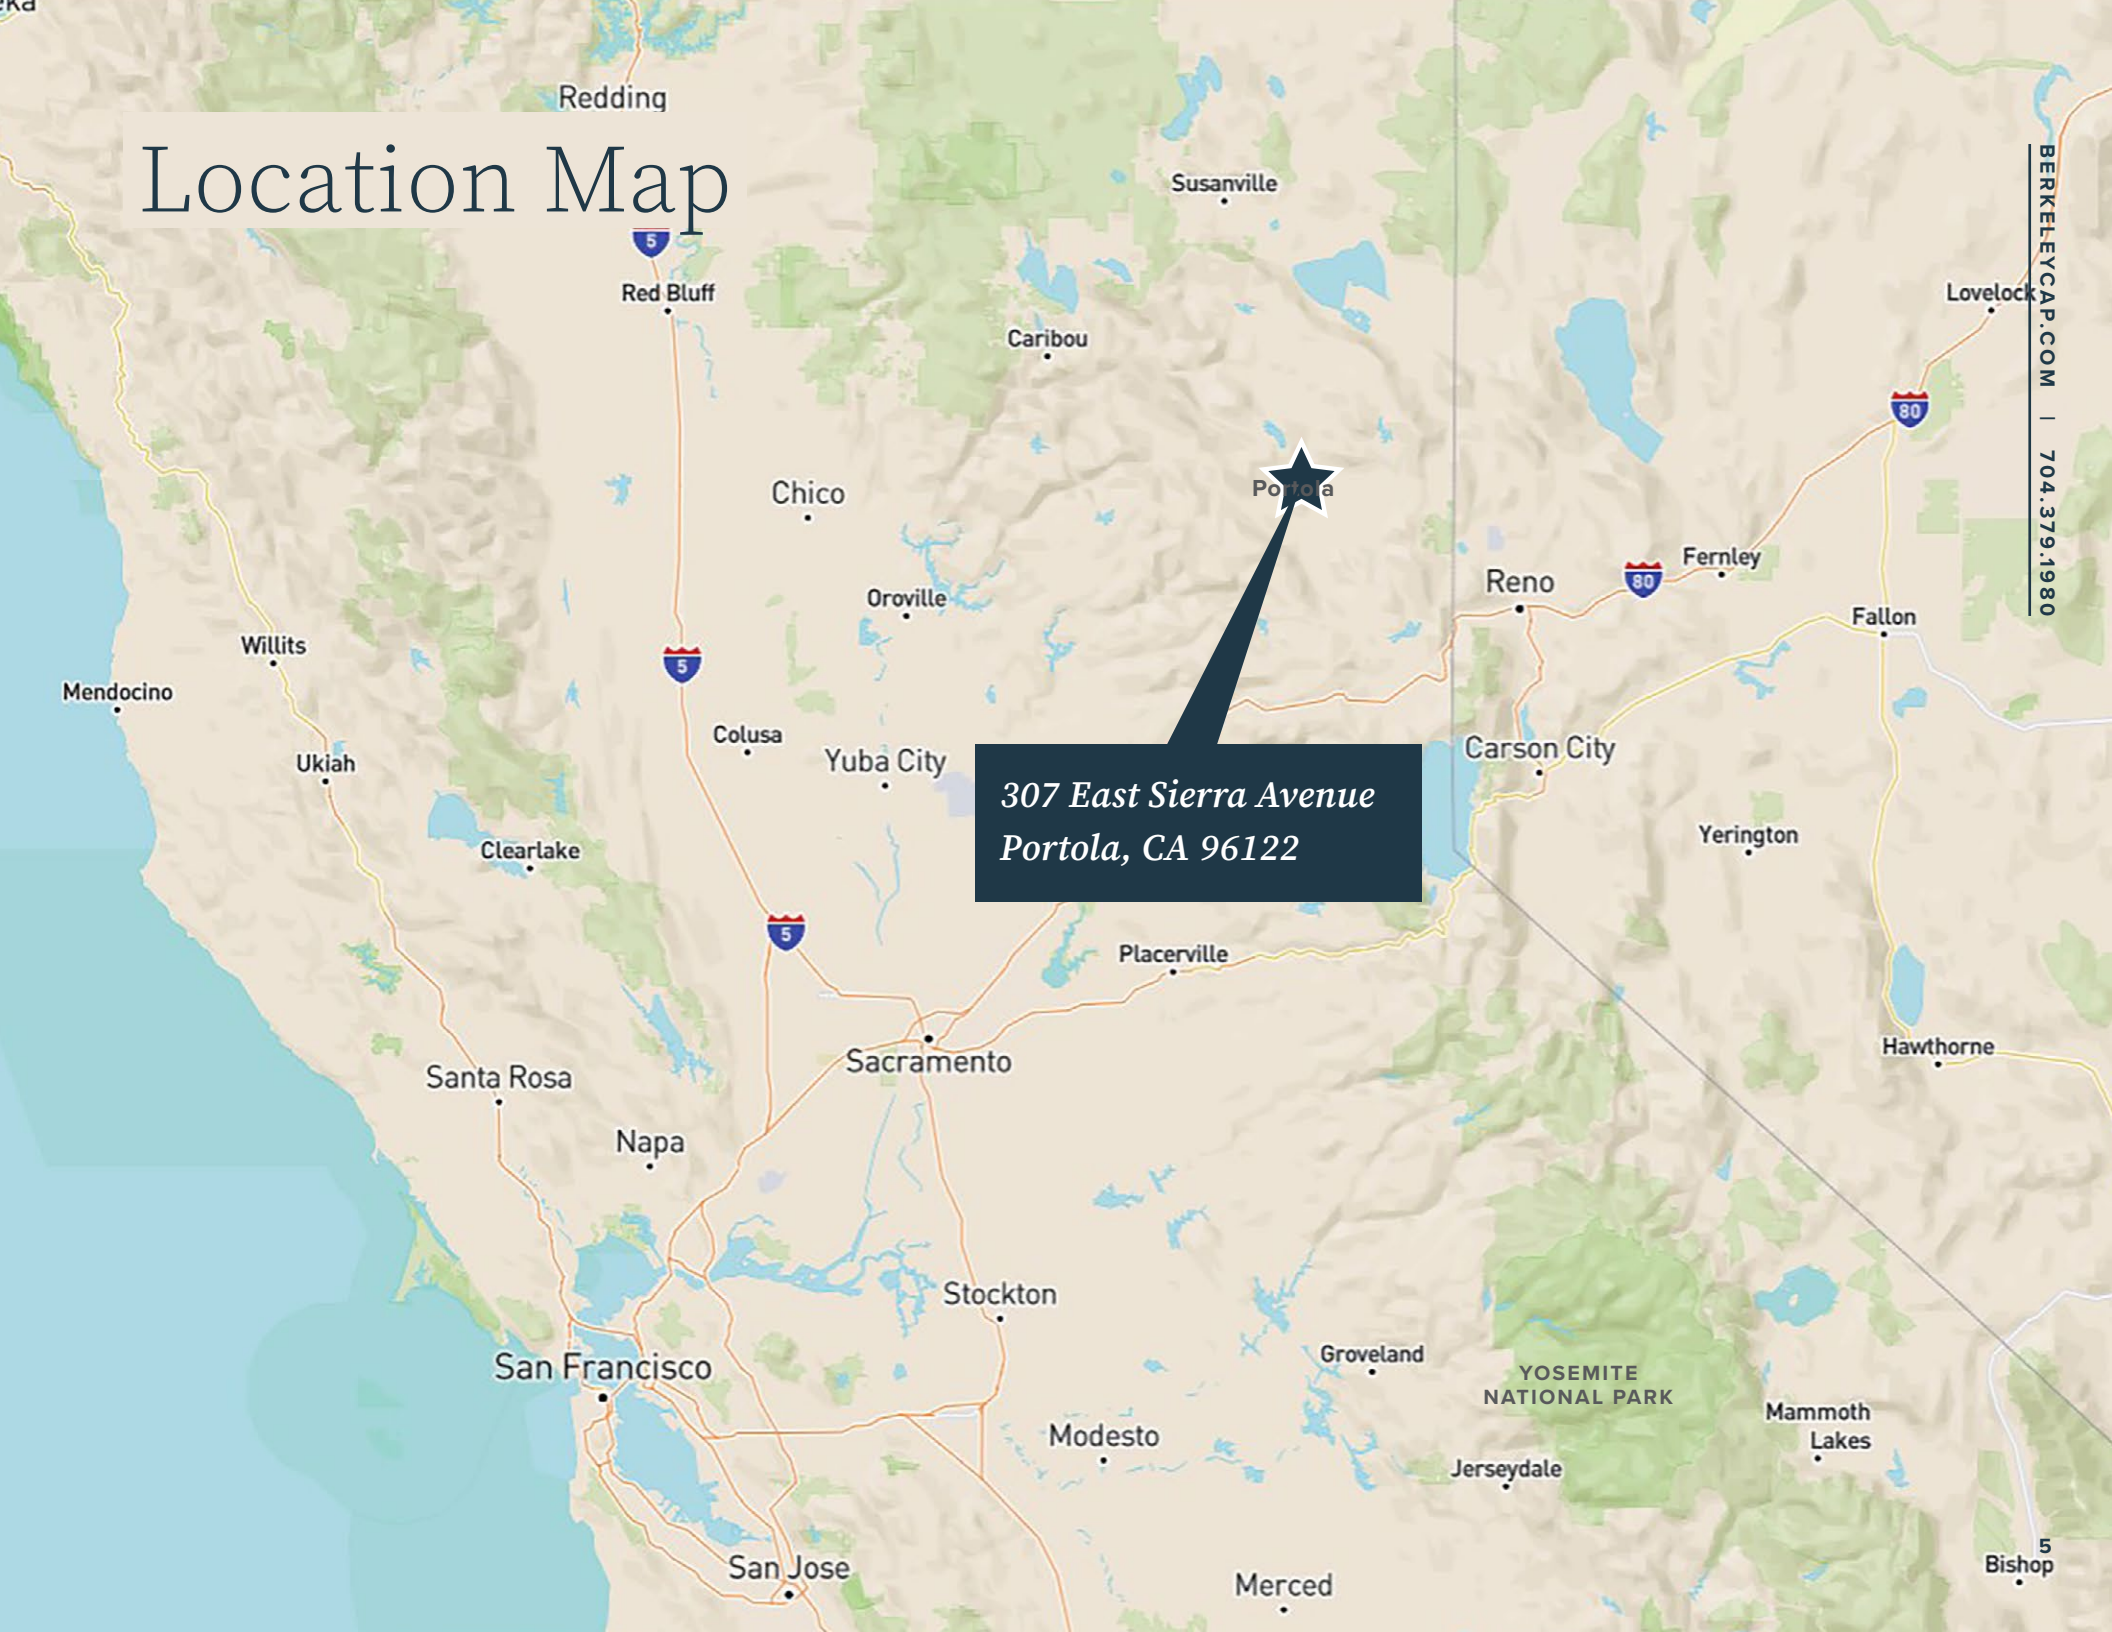 eka
Redding
Location Map
Susanville
5
Red Bluff
Lovelock
Caribou
80
Chico
Portola
Fernley
Reno
80
Oroville
Fallon
Willits
5
Mendocino
Colusa
Yuba City
Carson City
Ukiah
307 East Sierra Avenue
Portola, CA 96122
Yerington
Clearlake
5
Placerville
Sacramento
Hawthorne
Santa Rosa
Napa
Stockton
San Francisco
Groveland
YOSEMITE
NATIONAL PARK
Mammoth
Lakes
Modesto
Jerseydale
San Jose
Merced
Bishop
BERKELEYCAP.COM | 704.379.1980
5